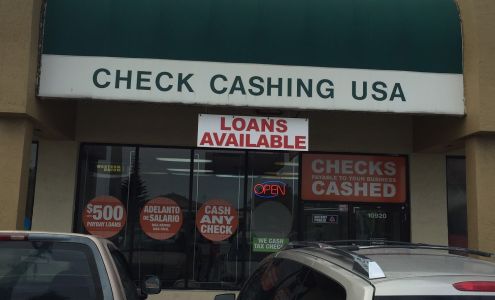 CHECK CASHING USA
LOANS
AVAILABLE
CHECKS
PAYABLE TO YOUR BUSINESS
CASHED
OPEN
$500
PAYDAY LOANS
ADELANTO
de SALARIO
CASH
ANY
CHECK
WE CASH
TAX CHECKS
10920